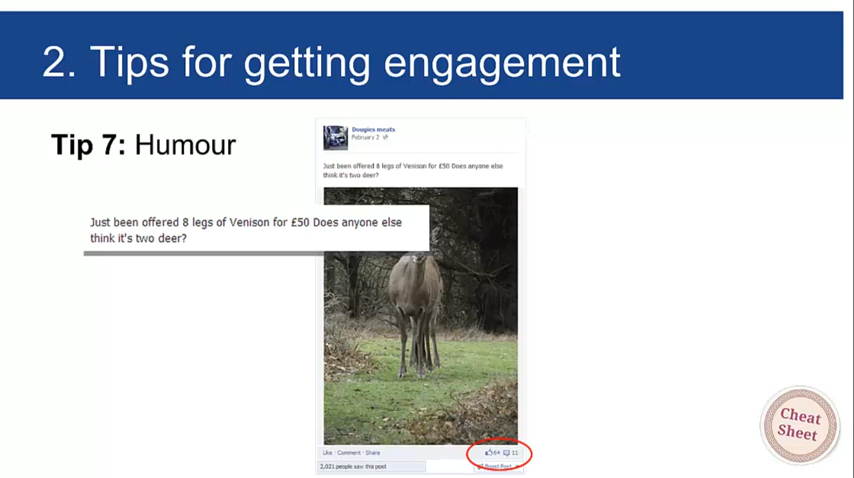 2. Tips for getting engagement
Tip 7: Humour
Dougies meats
February 2
Just been offered 8 legs of Venison for £50 Does anyone else
think it's two deer?
Just been offered 8 legs of Venison for £50 Does anyone else
think it's two deer?
Like · Comment · Share
64 11
2,021 people saw this post
Boost Post
Cheat
Sheet